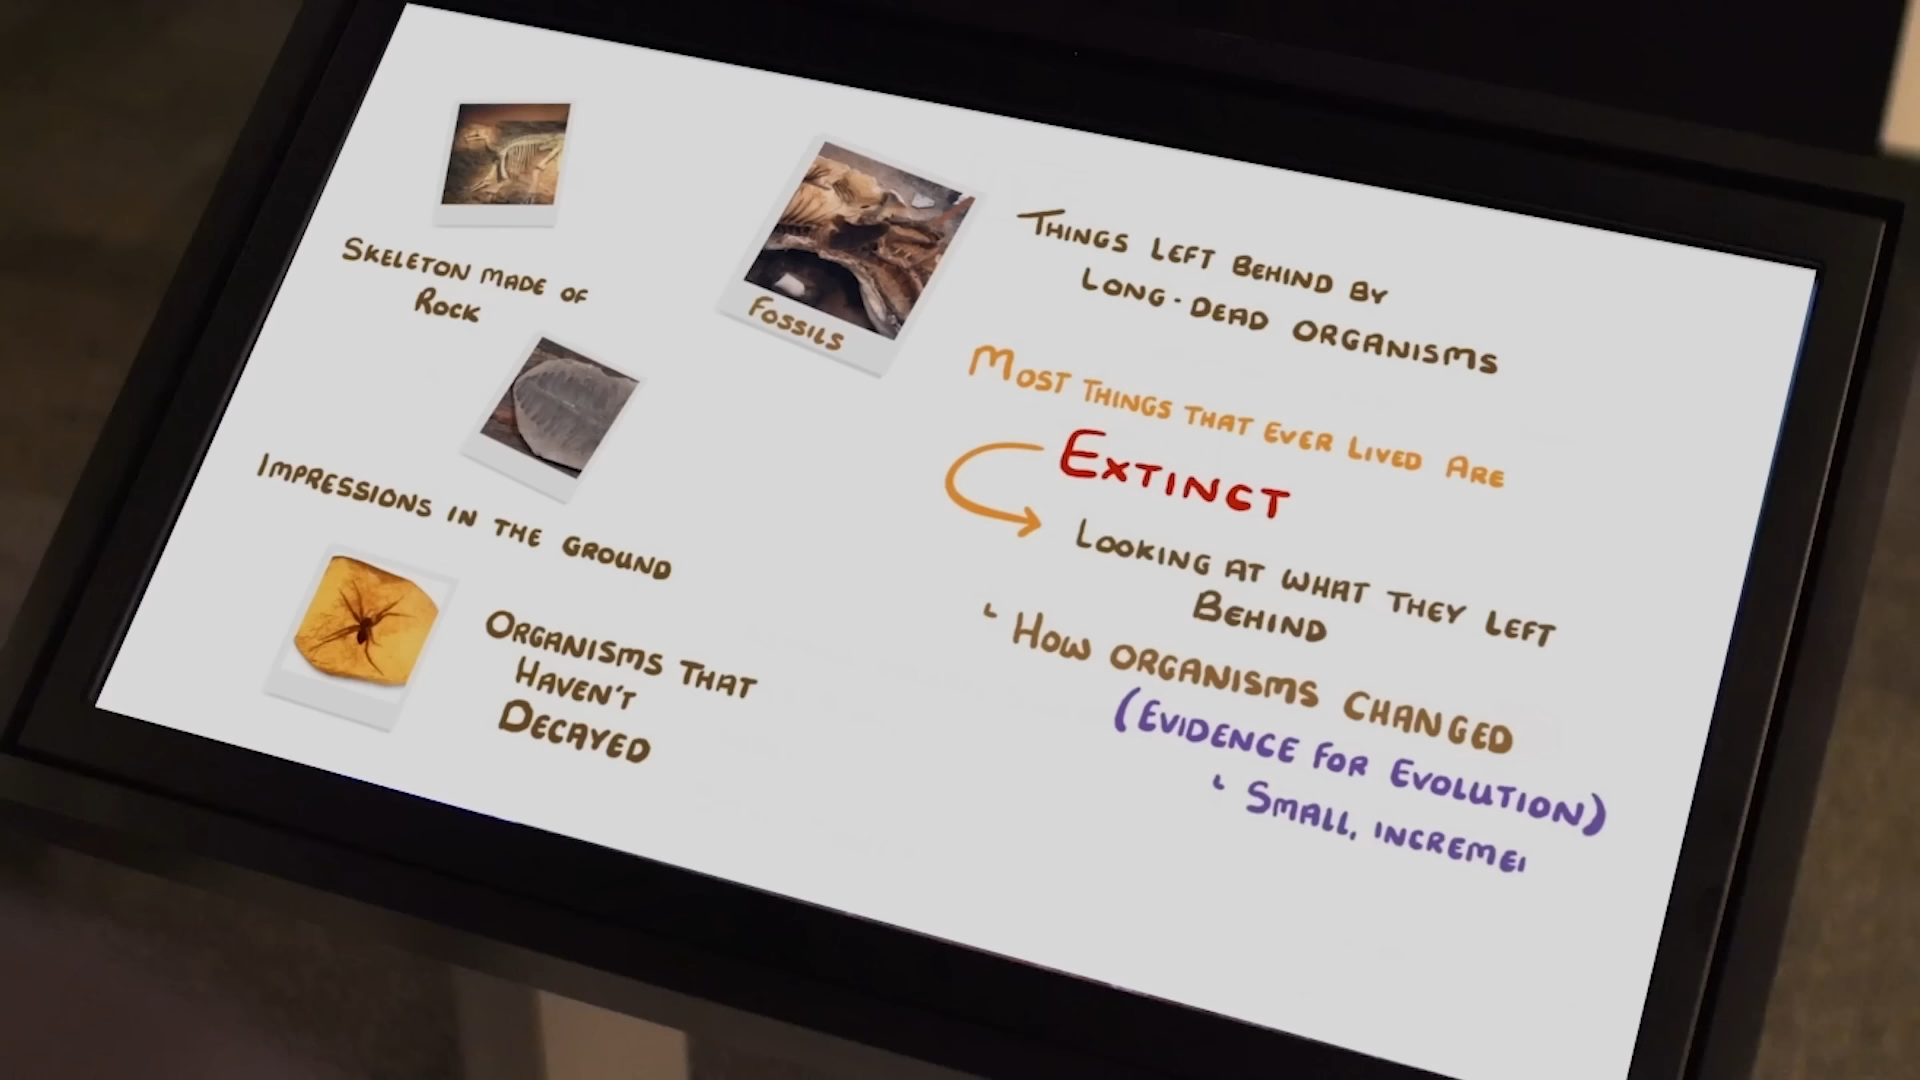 SKELETON MADE OF
ROCK
IMPRESSIONS IN THE GROUND
ORGANISMS THAT
HAVEN'T
DECAYED
FOSSILS
THINGS LEFT BEHIND BY
LONG-DEAD ORGANISMS
MOST THINGS THAT EVER LIVED ARE
EXTINCT
LOOKING AT WHAT THEY LEFT
BEHIND
HOW ORGANISMS CHANGED
(EVIDENCE FOR EVOLUTION)
SMALL, INCREME